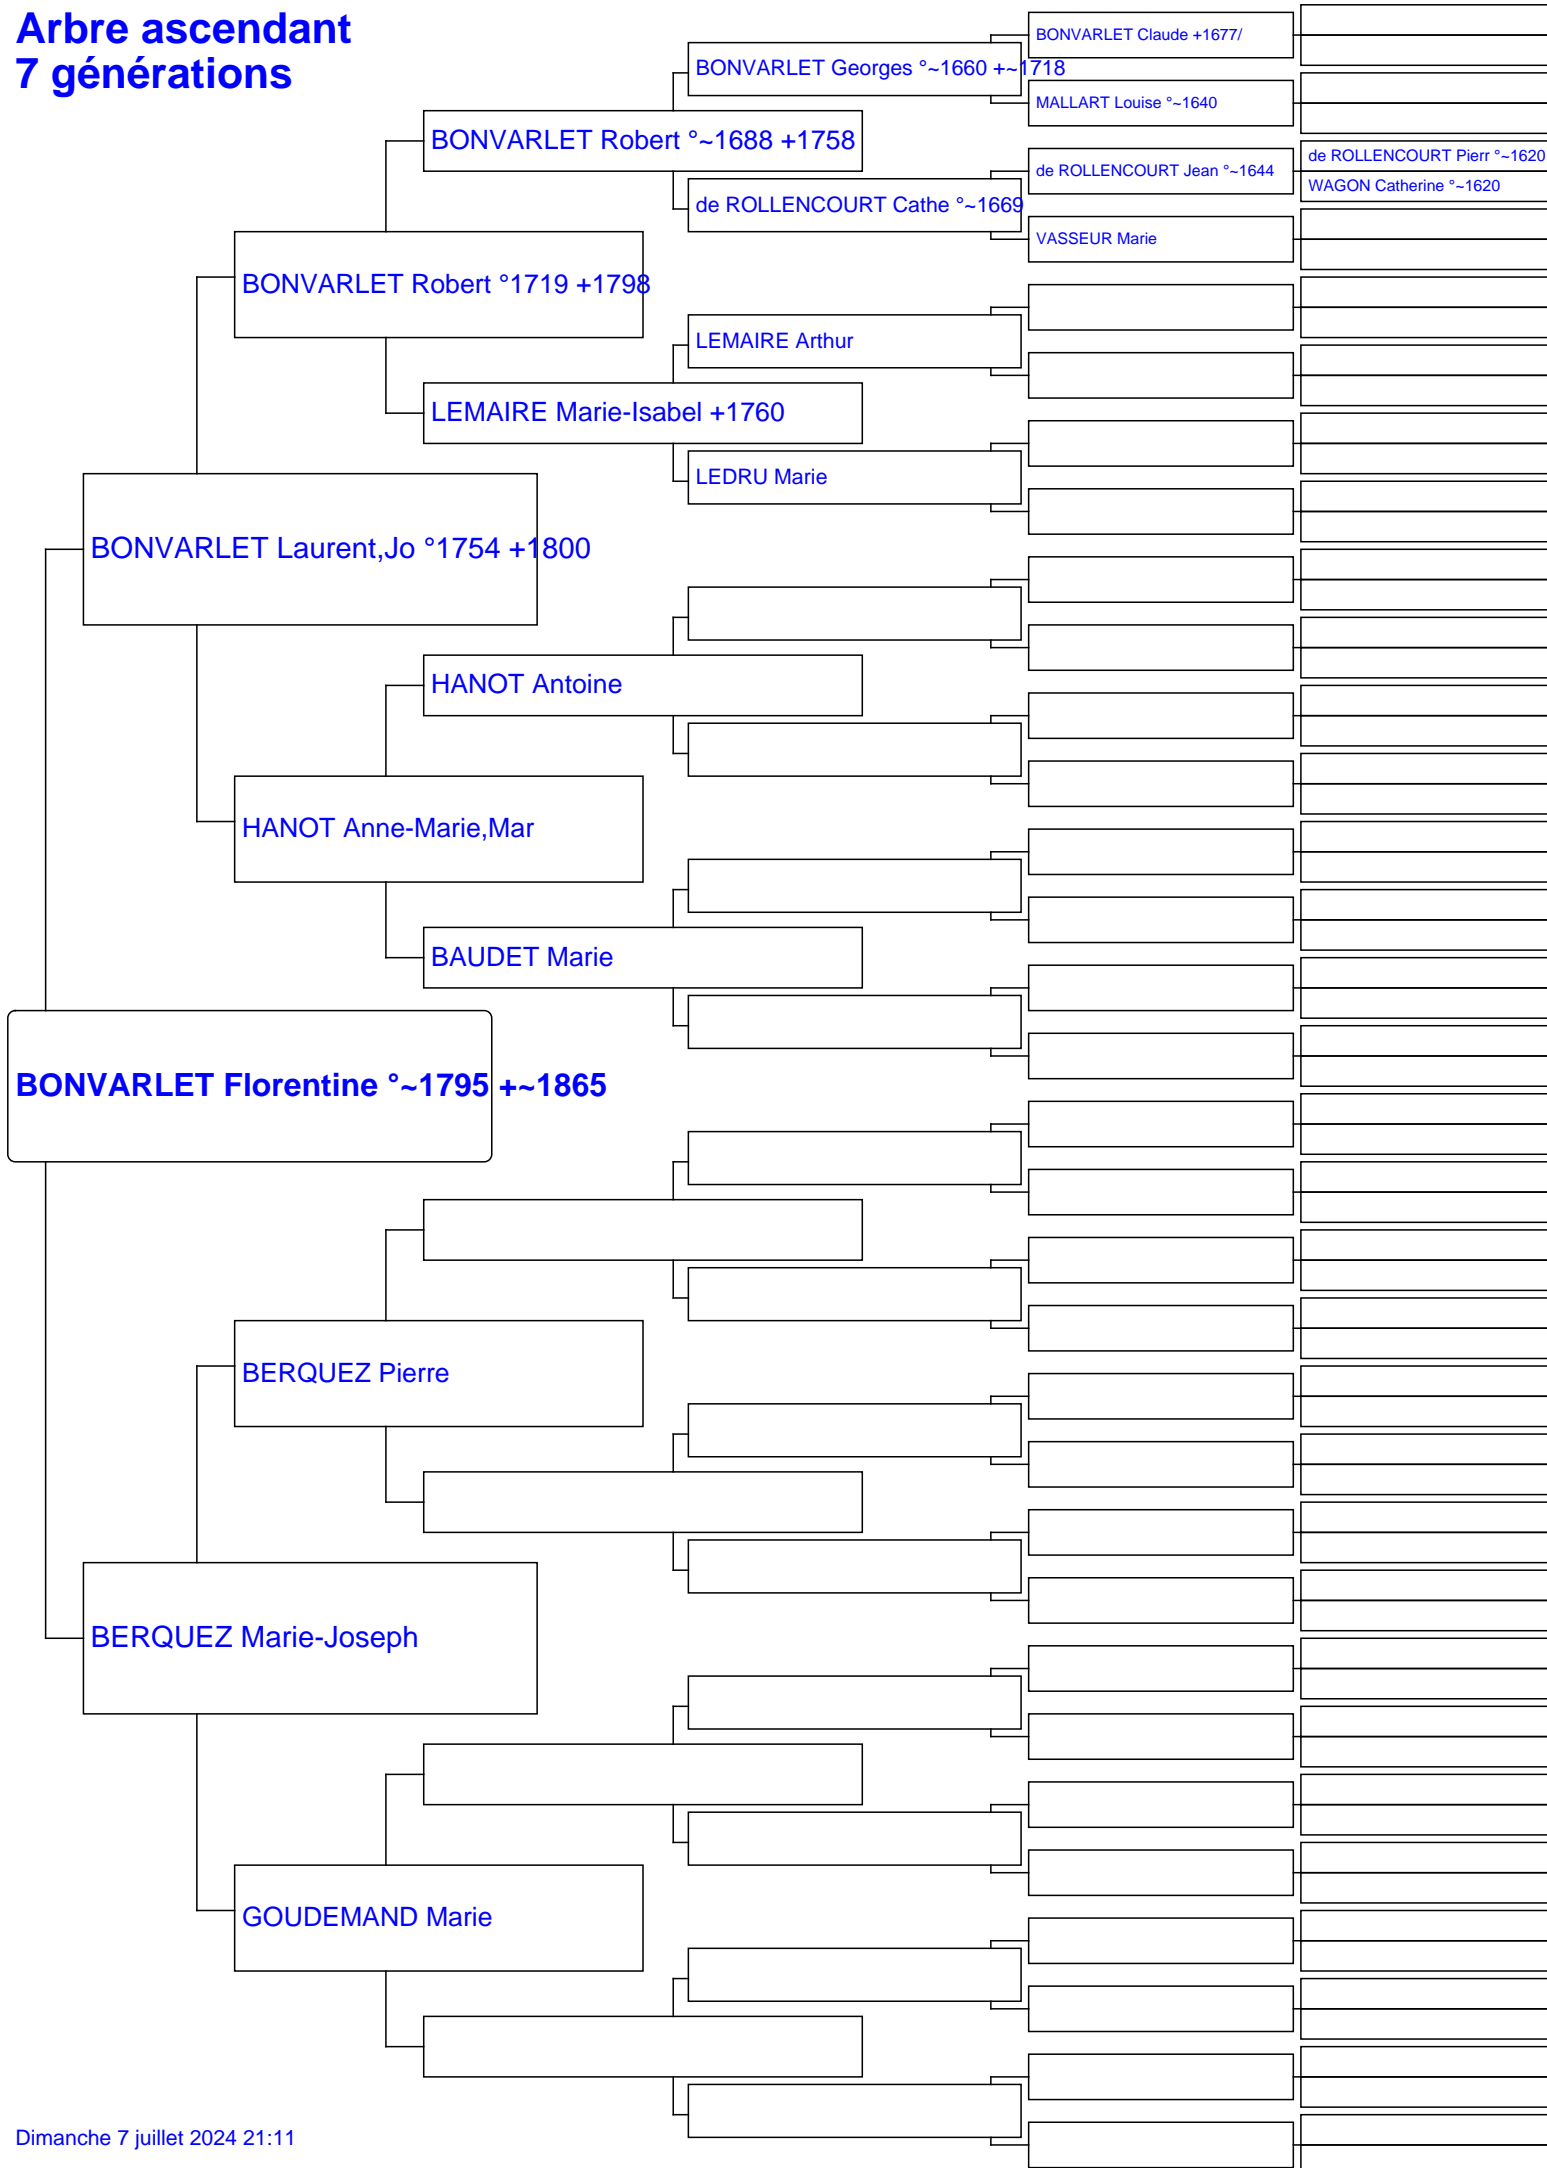 Arbre ascendant
7 générations
BONVARLET Claude +1677/
BONVARLET Georges °~1660 +~1718
MALLART Louise °~1640
BONVARLET Robert °~1688 +1758
de ROLLENCOURT Pierr °~1620
de ROLLENCOURT Jean °~1644
WAGON Catherine °~1620
de ROLLENCOURT Cathe °~1669
VASSEUR Marie
BONVARLET Robert °1719 +1798
LEMAIRE Arthur
LEMAIRE Marie-Isabel +1760
LEDRU Marie
BONVARLET Laurent,Jo °1754 +1800
HANOT Antoine
HANOT Anne-Marie,Mar
BAUDET Marie
BONVARLET Florentine °~1795 +~1865
BERQUEZ Pierre
BERQUEZ Marie-Joseph
GOUDEMAND Marie
Dimanche 7 juillet 2024 21:11